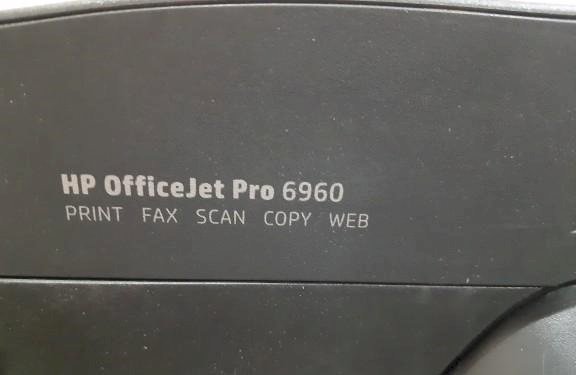 HP OfficeJet Pro 6960
PRINT FAX SCAN COPY WEB